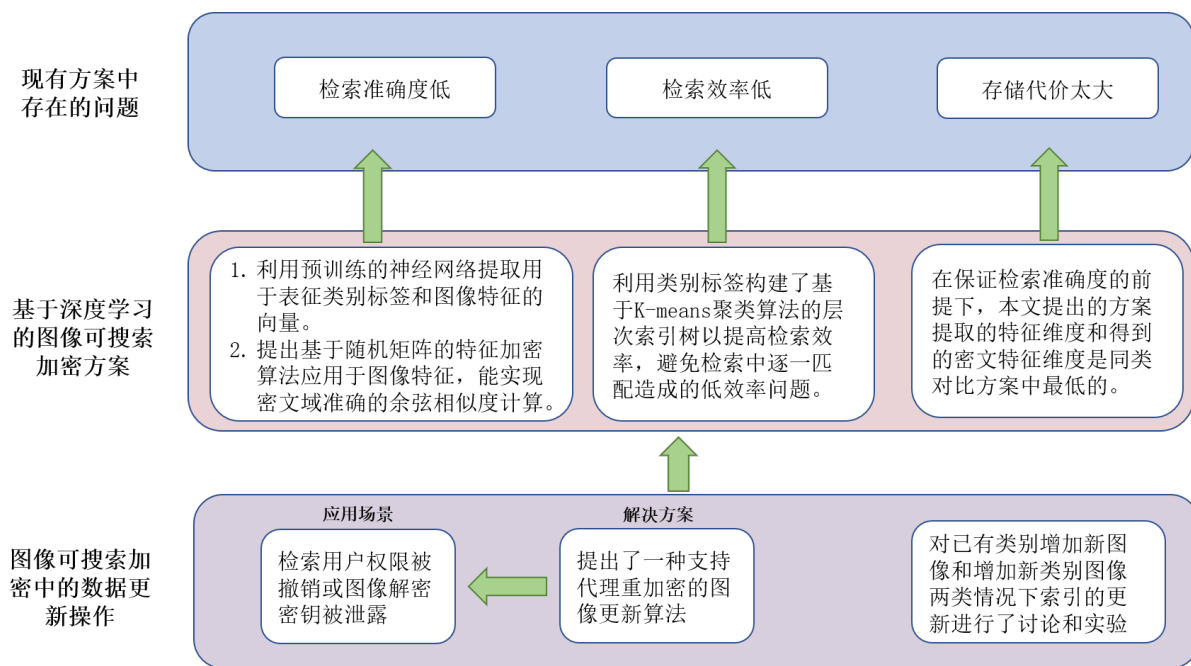 现有方案中
存在的问题
检索准确度低
检索效率低
存储代价太大
基于深度学习
的图像可搜索
加密方案
1. 利用预训练的神经网络提取用
于表征类别标签和图像特征的
向量。
2. 提出基于随机矩阵的特征加密
算法应用于图像特征，能实现
密文域准确的余弦相似度计算。
利用类别标签构建了基
于K-means聚类算法的层
次索引树以提高检索效
率，避免检索中逐一匹
配造成的低效率问题。
在保证检索准确度的前
提下，本文提出的方案
提取的特征维度和得到
的密文特征维度是同类
对比方案中最低的。
图像可搜索加
密中的数据更
新操作
应用场景
检索用户权限被
撤销或图像解密
密钥被泄露
解决方案
提出了一种支持
代理重加密的图
像更新算法
对已有类别增加新图
像和增加新类别图像
两类情况下索引的更
新进行了讨论和实验